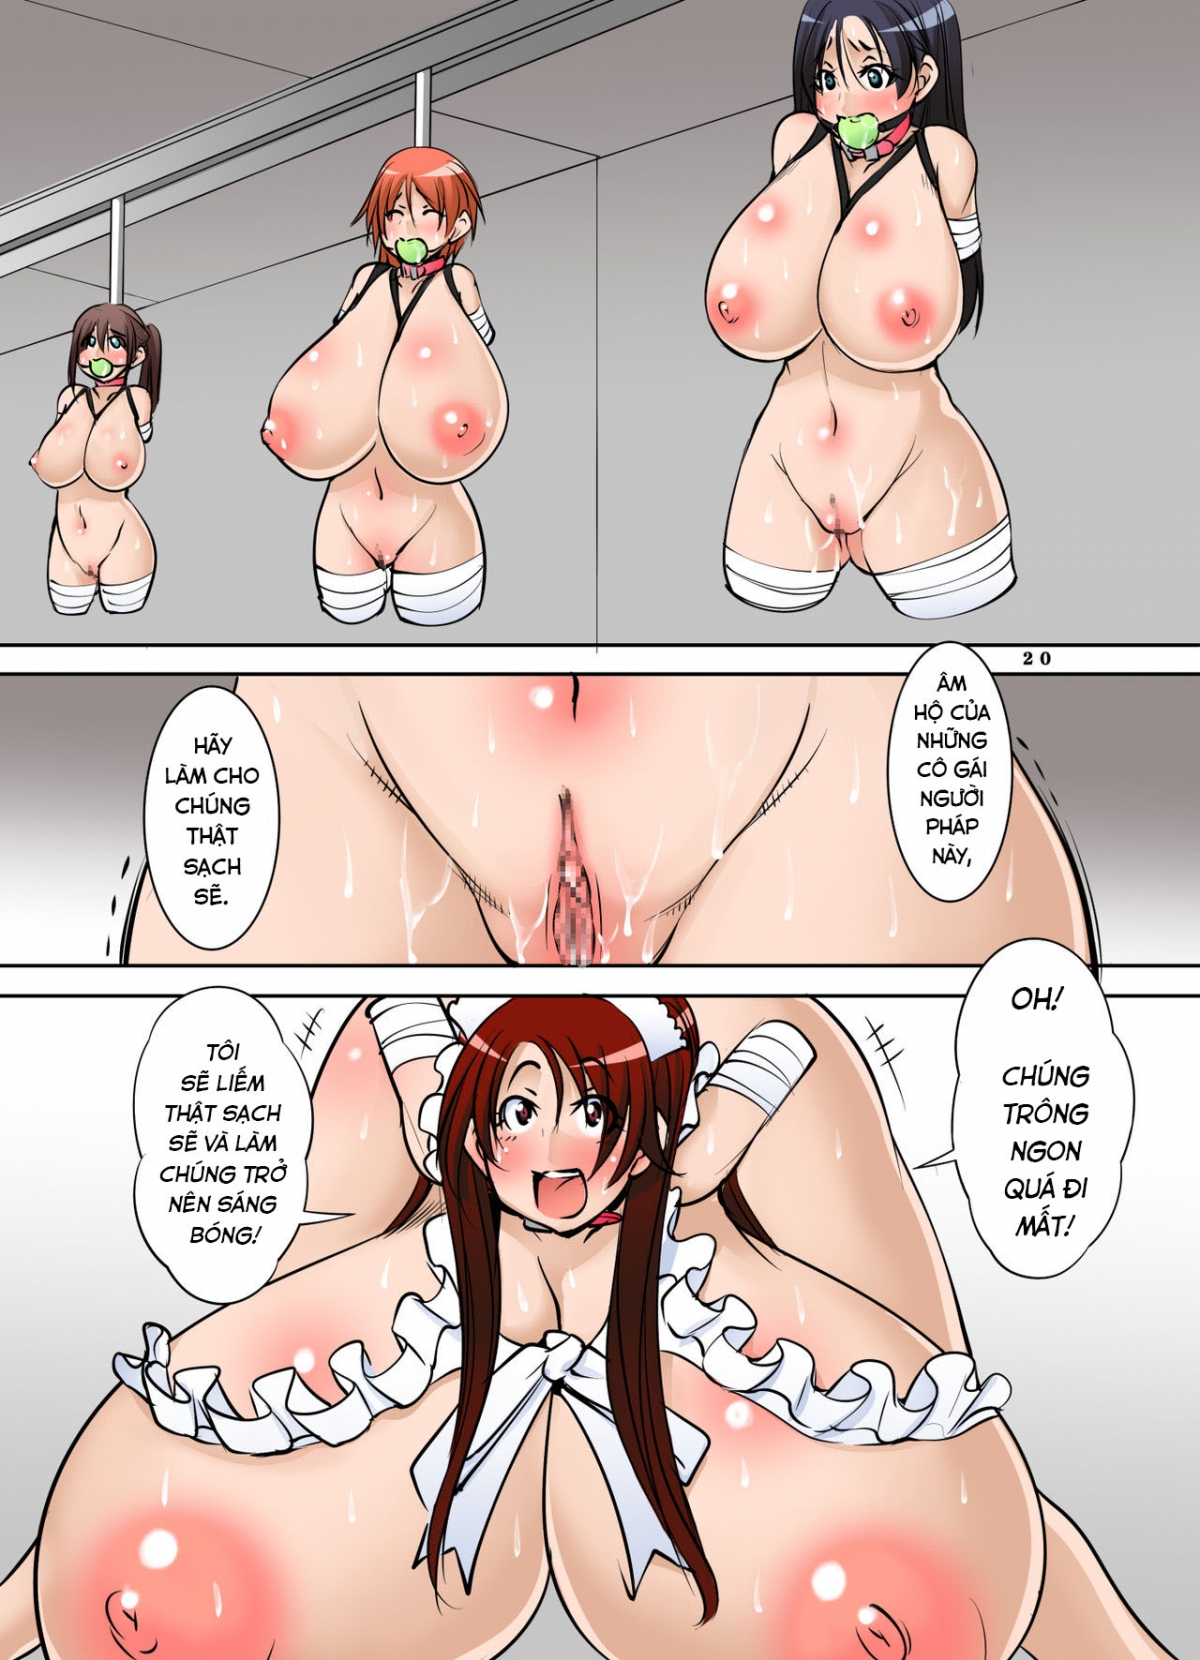 20
ÂM
HỘ CỦA
NHỮNG
CÔ GÁI
NGƯỜI
PHÁP
NÀY,
HÃY
LÀM CHO
CHÚNG
THẬT
SẠCH
SẼ.
OH!
CHÚNG
TRÔNG
NGON
QUÁ ĐI
MẤT!
TÔI
SẼ LIẾM
THẬT SẠCH
SẼ VÀ LÀM
CHÚNG TRỞ
NÊN SÁNG
BÓNG!